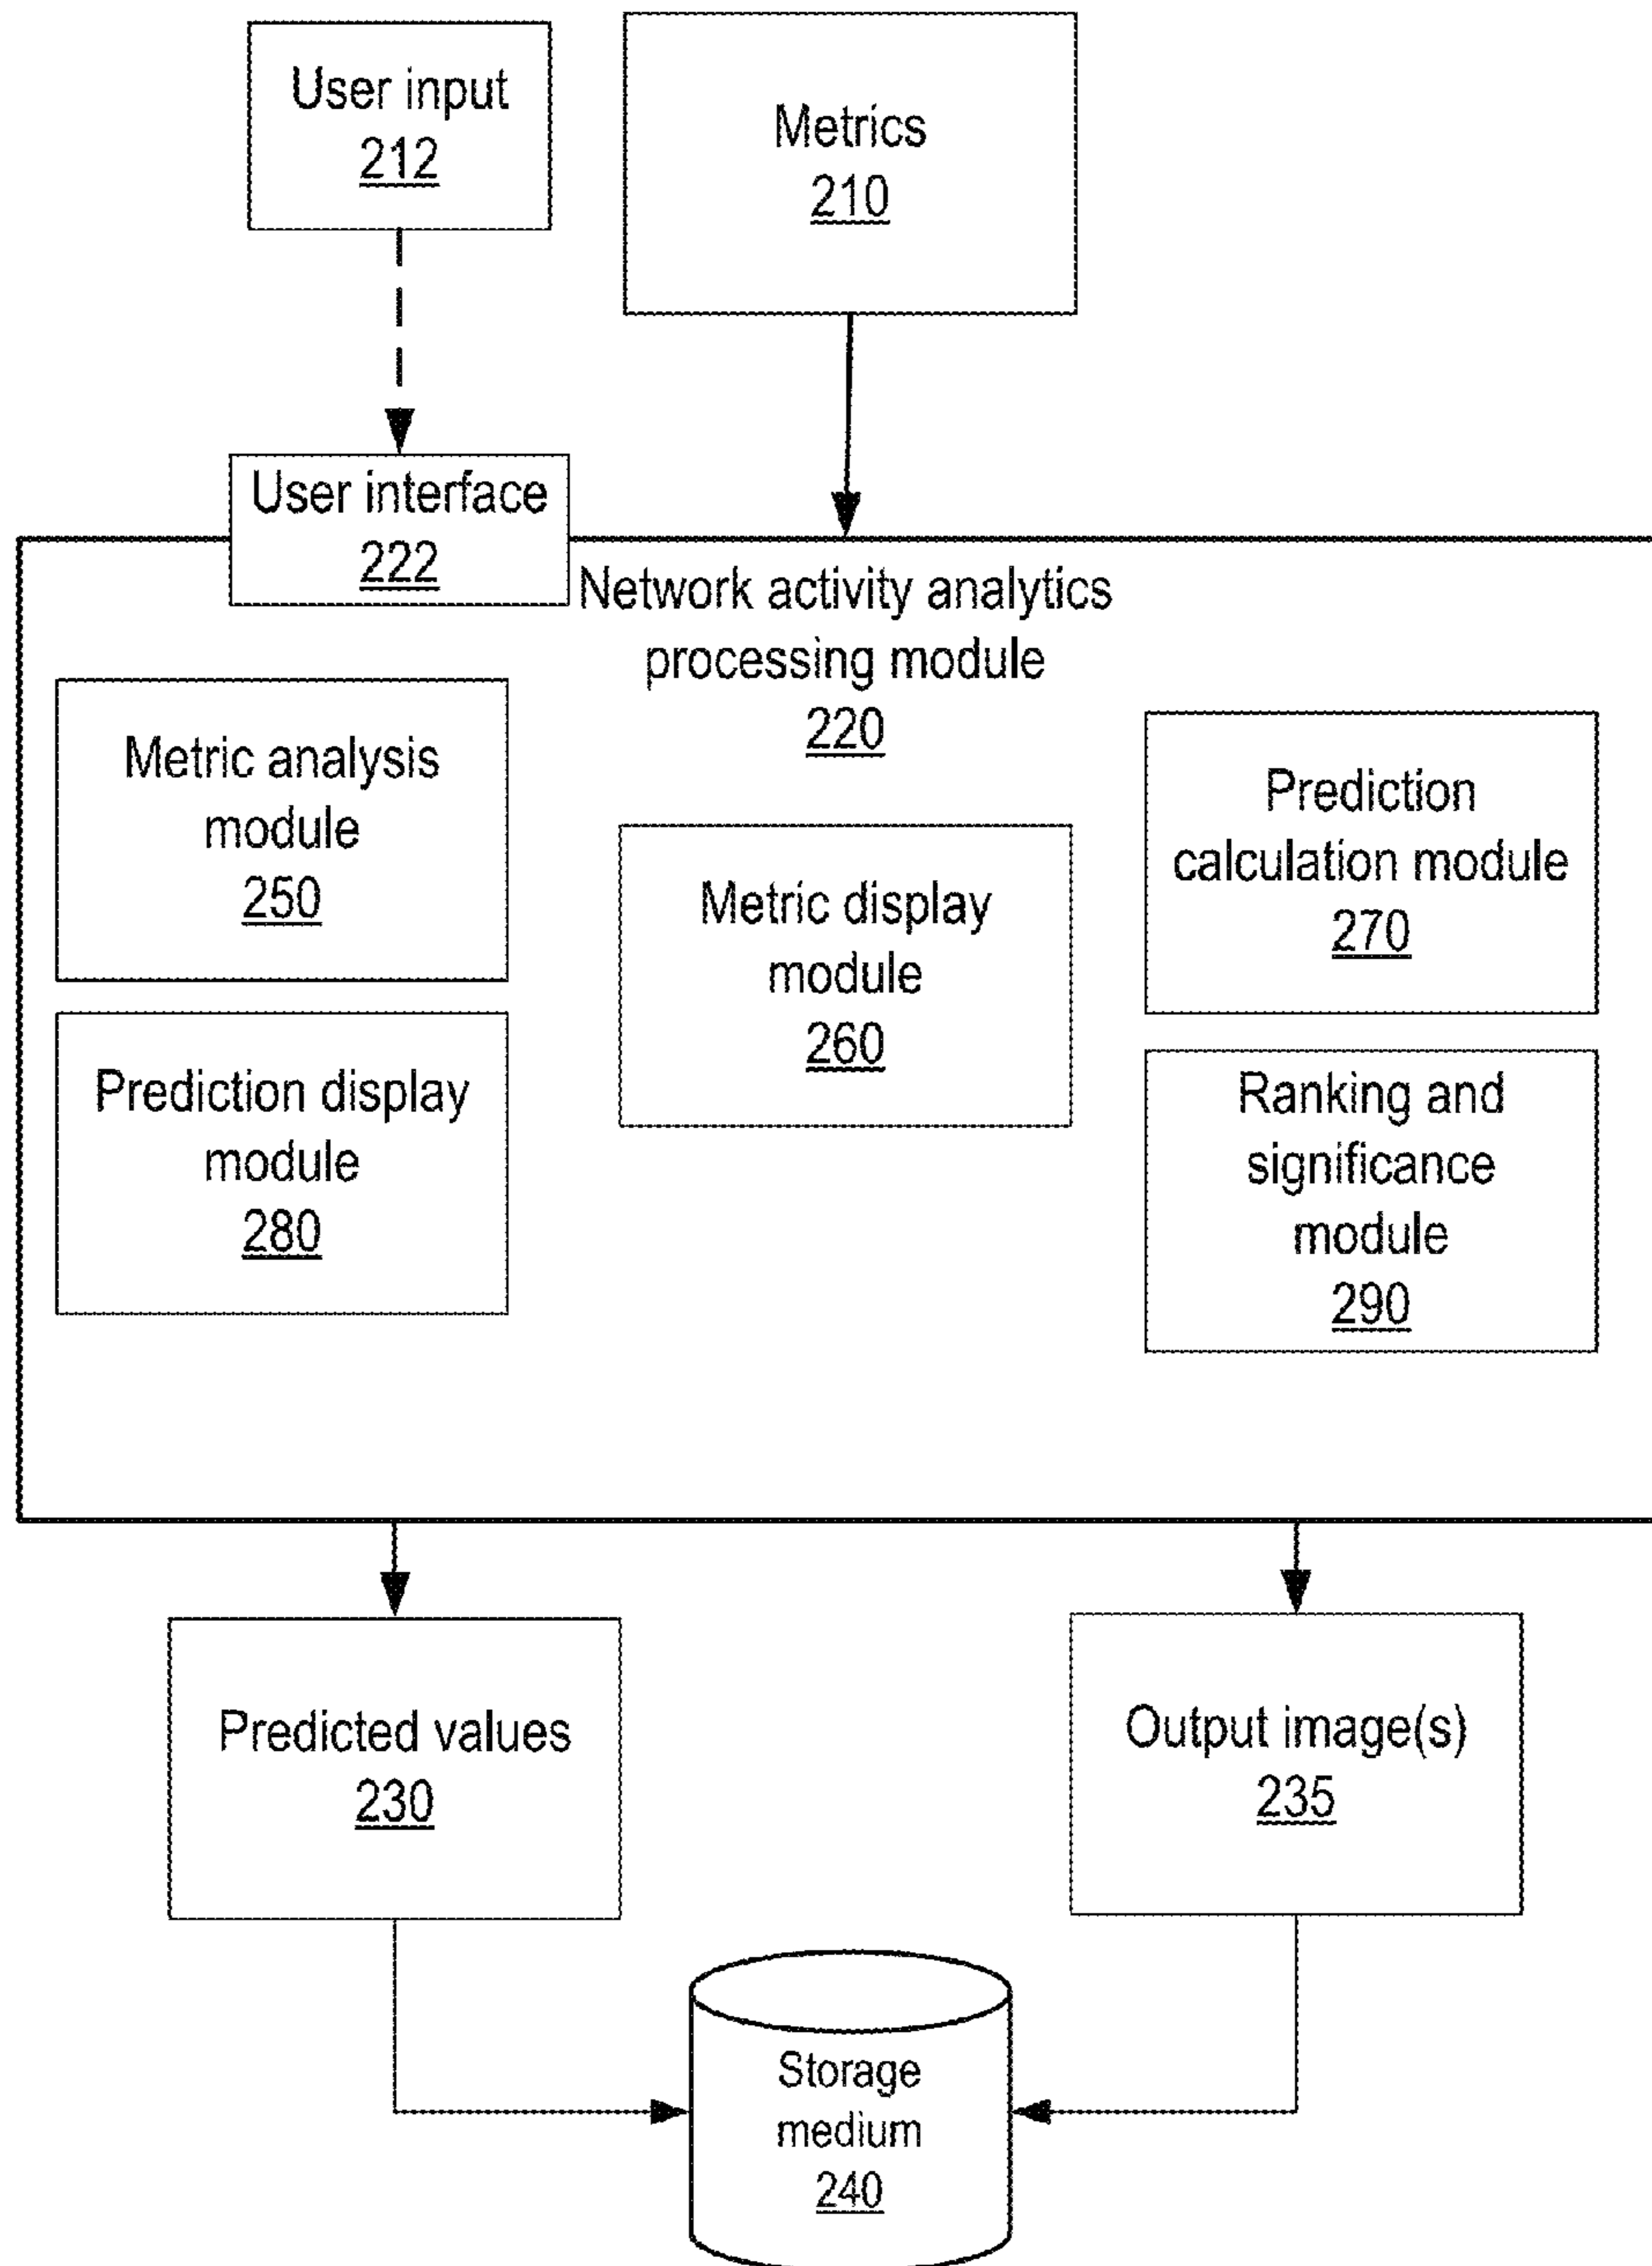 User input
212
Metrics
210
User interface
222
Network activity analytics
processing module
220
Metric analysis
module
250
Metric display
module
260
Prediction
calculation module
270
Prediction display
module
280
Ranking and
significance
module
290
Predicted values
230
Output image(s)
235
Storage
medium
240